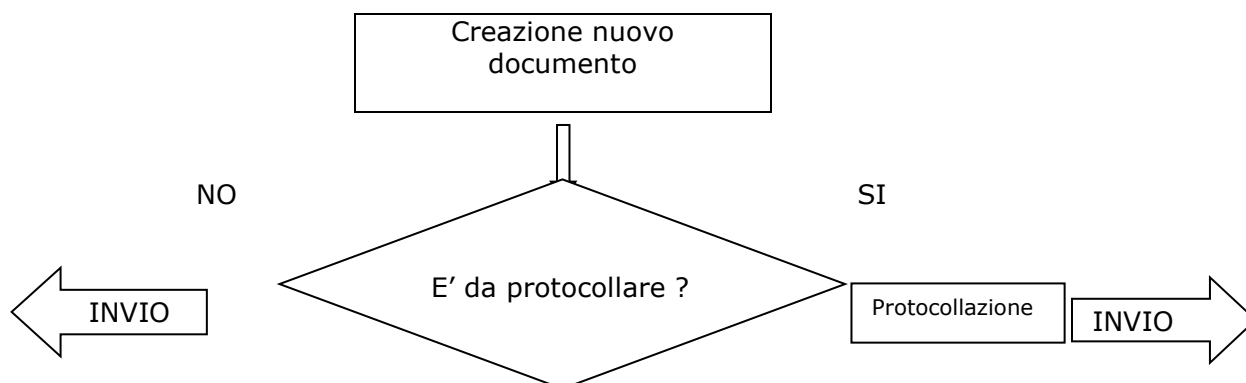 Creazione nuovo
documento
NO
SI
E’ da protocollare ?
INVIO
Protocollazione
INVIO